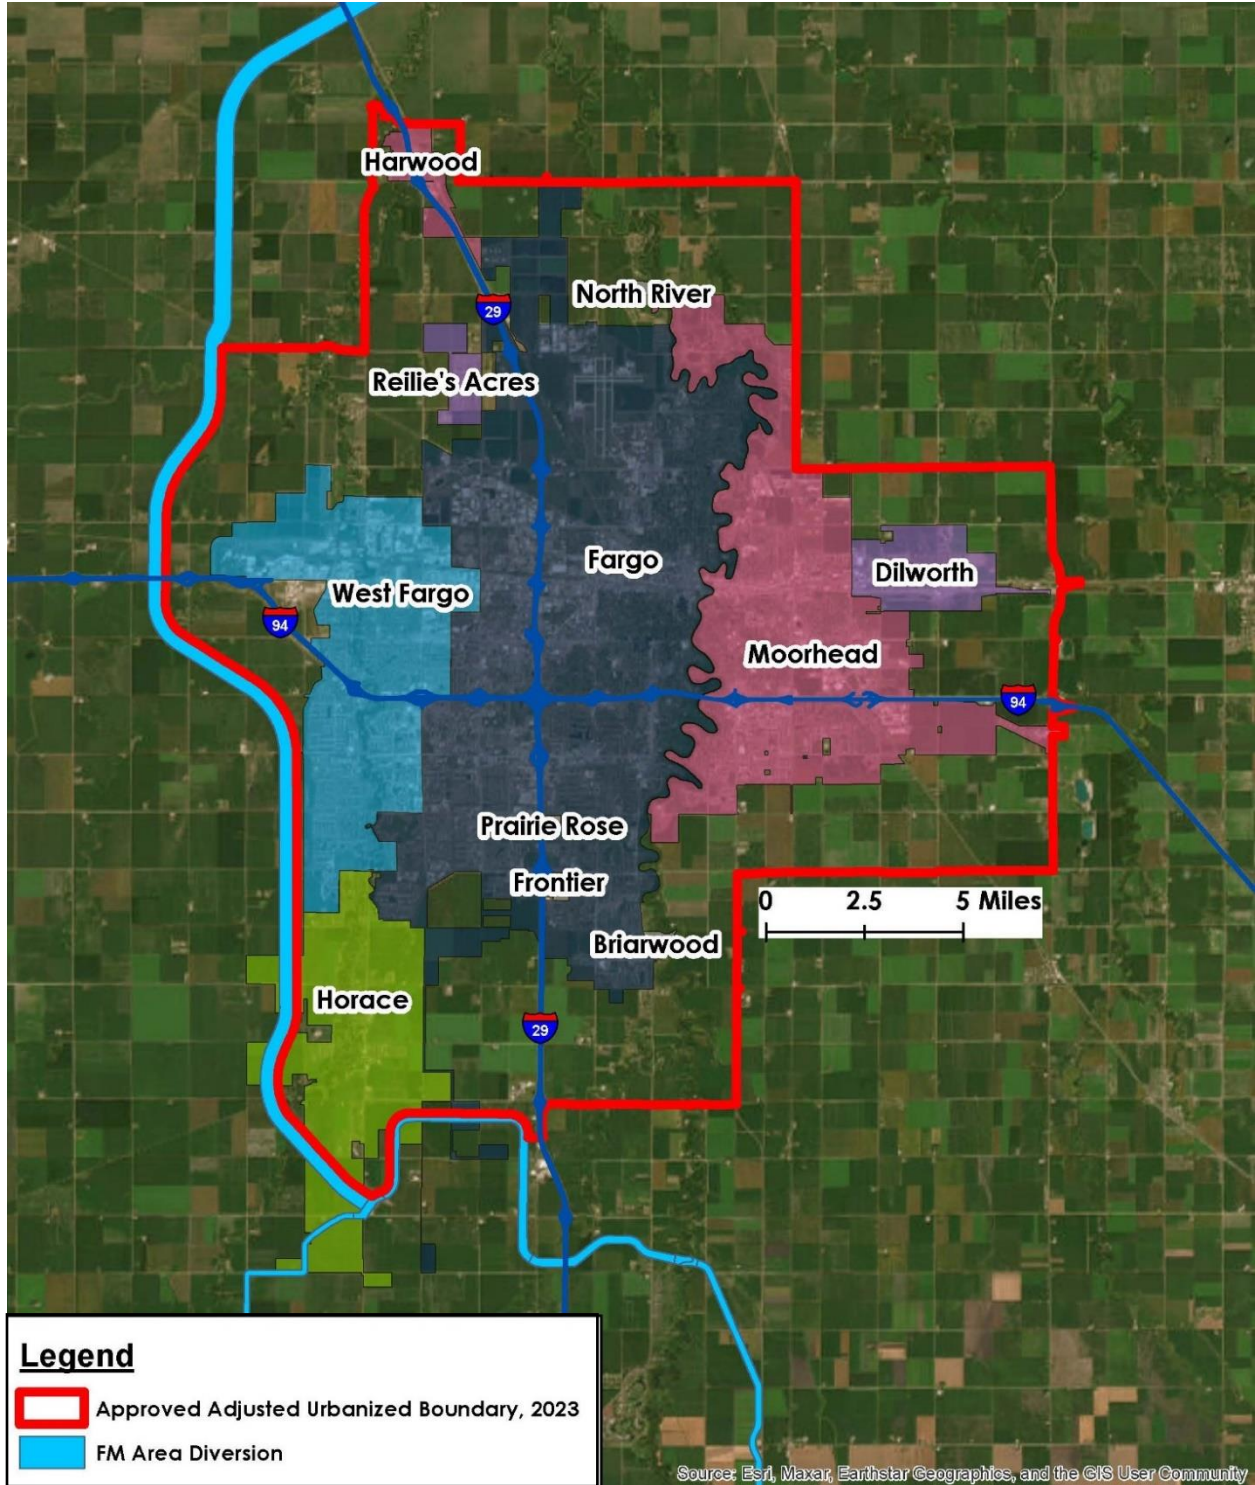 Harwood
North River
29
Reilie's Acres
Fargo
Dilworth
West Fargo
94
Moorhead
94
Prairie Rose
Frontier
0 2.5 5 Miles
Briarwood
Horace
29
Legend
Approved Adjusted Urbanized Boundary, 2023
FM Area Diversion
Source: Esri, Maxar, Earthstar Geographics, and the GIS User Community